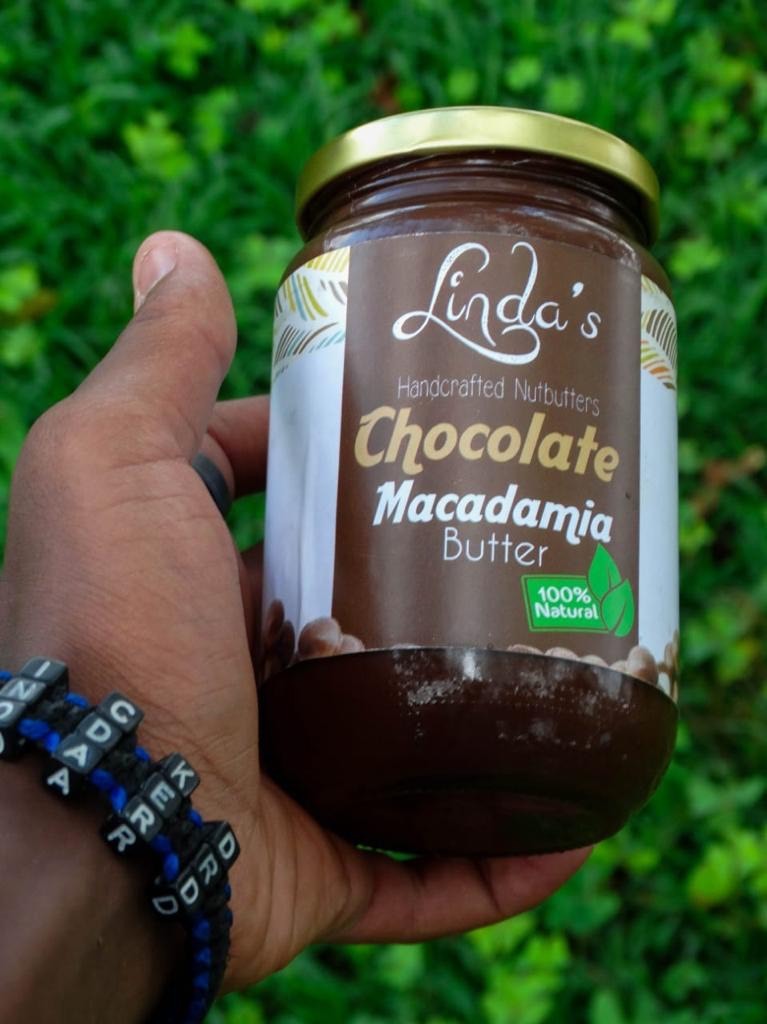 Linda's
Handcrafted Nutbutters
Chocolate
Macadamia
Butter
100%
Natural